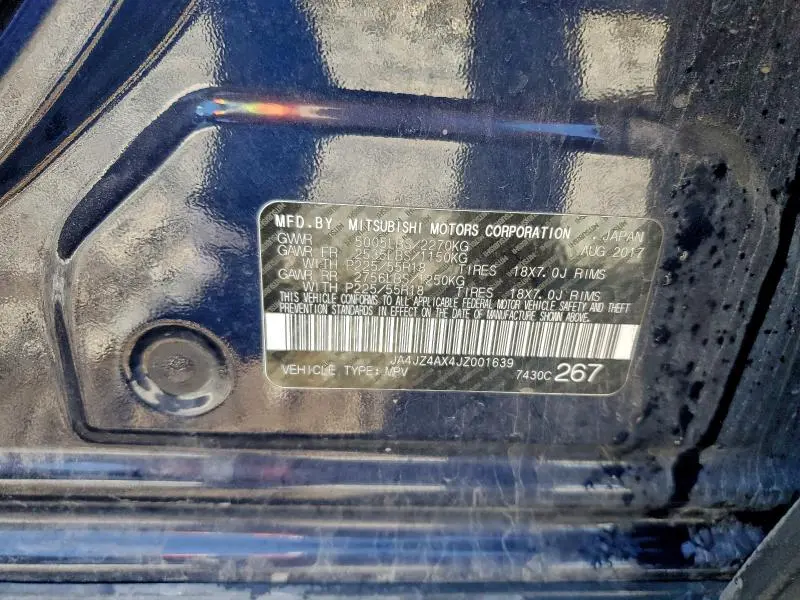 MFD.BY MITSUBISHI MOTORS CORPORATION , JAPAN
GVWR 5005LBS/2270KG AUG 2017
GAWR FR 2535LBS/1150KG
WITH P225/55R18 TIRES 18X7.0J RIMS
GAWR RR 2756LBS/1250KG
WITH P225/55R18 TIRES 18X7.0J RIMS
THIS VEHICLE CONFORMS TO ALL APPLICABLE FEDERAL MOTOR VEHICLE SAFETY AND THEFT
PREVENTION STANDARDS IN EFFECT ON THE DATE OF MANUFACTURE SHOWN ABOVE.
JA4JZ4AX4JZ001639
VEHICLE TYPE: MPV 7430C 267